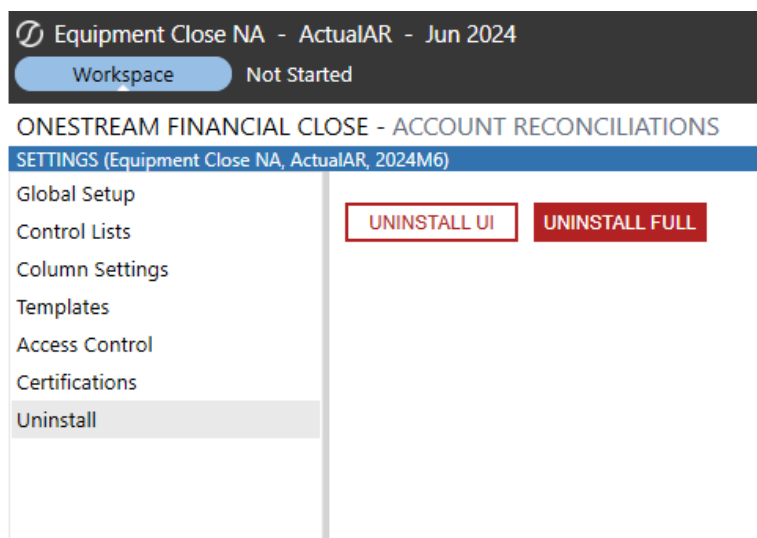 Equipment Close NA - ActualAR - Jun 2024
Workspace Not Started
ONESTREAM FINANCIAL CLOSE - ACCOUNT RECONCILIATIONS
SETTINGS (Equipment Close NA, ActualAR, 2024M6)
Global Setup
Control Lists
Column Settings
Templates
Access Control
Certifications
Uninstall
UNINSTALL UI UNINSTALL FULL